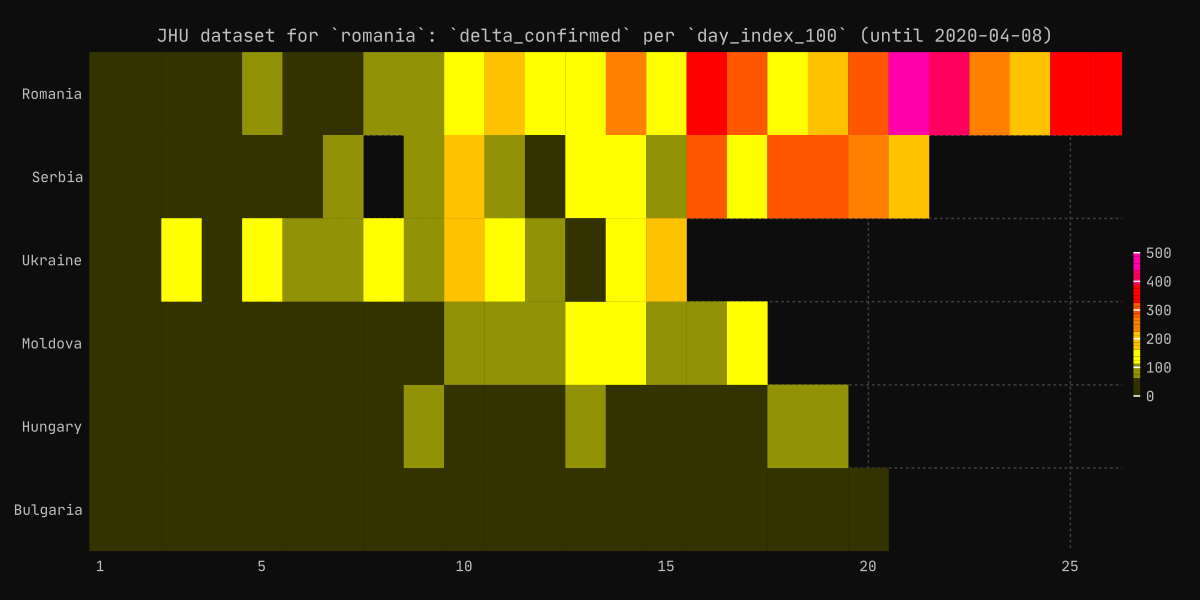 JHU dataset for `romania`: `delta_confirmed` per `day_index_100` (until 2020-04-08)
Romania
Serbia
Ukraine
Moldova
Hungary
Bulgaria
500
400
300
200
100
0
1 5 10 15 20 25